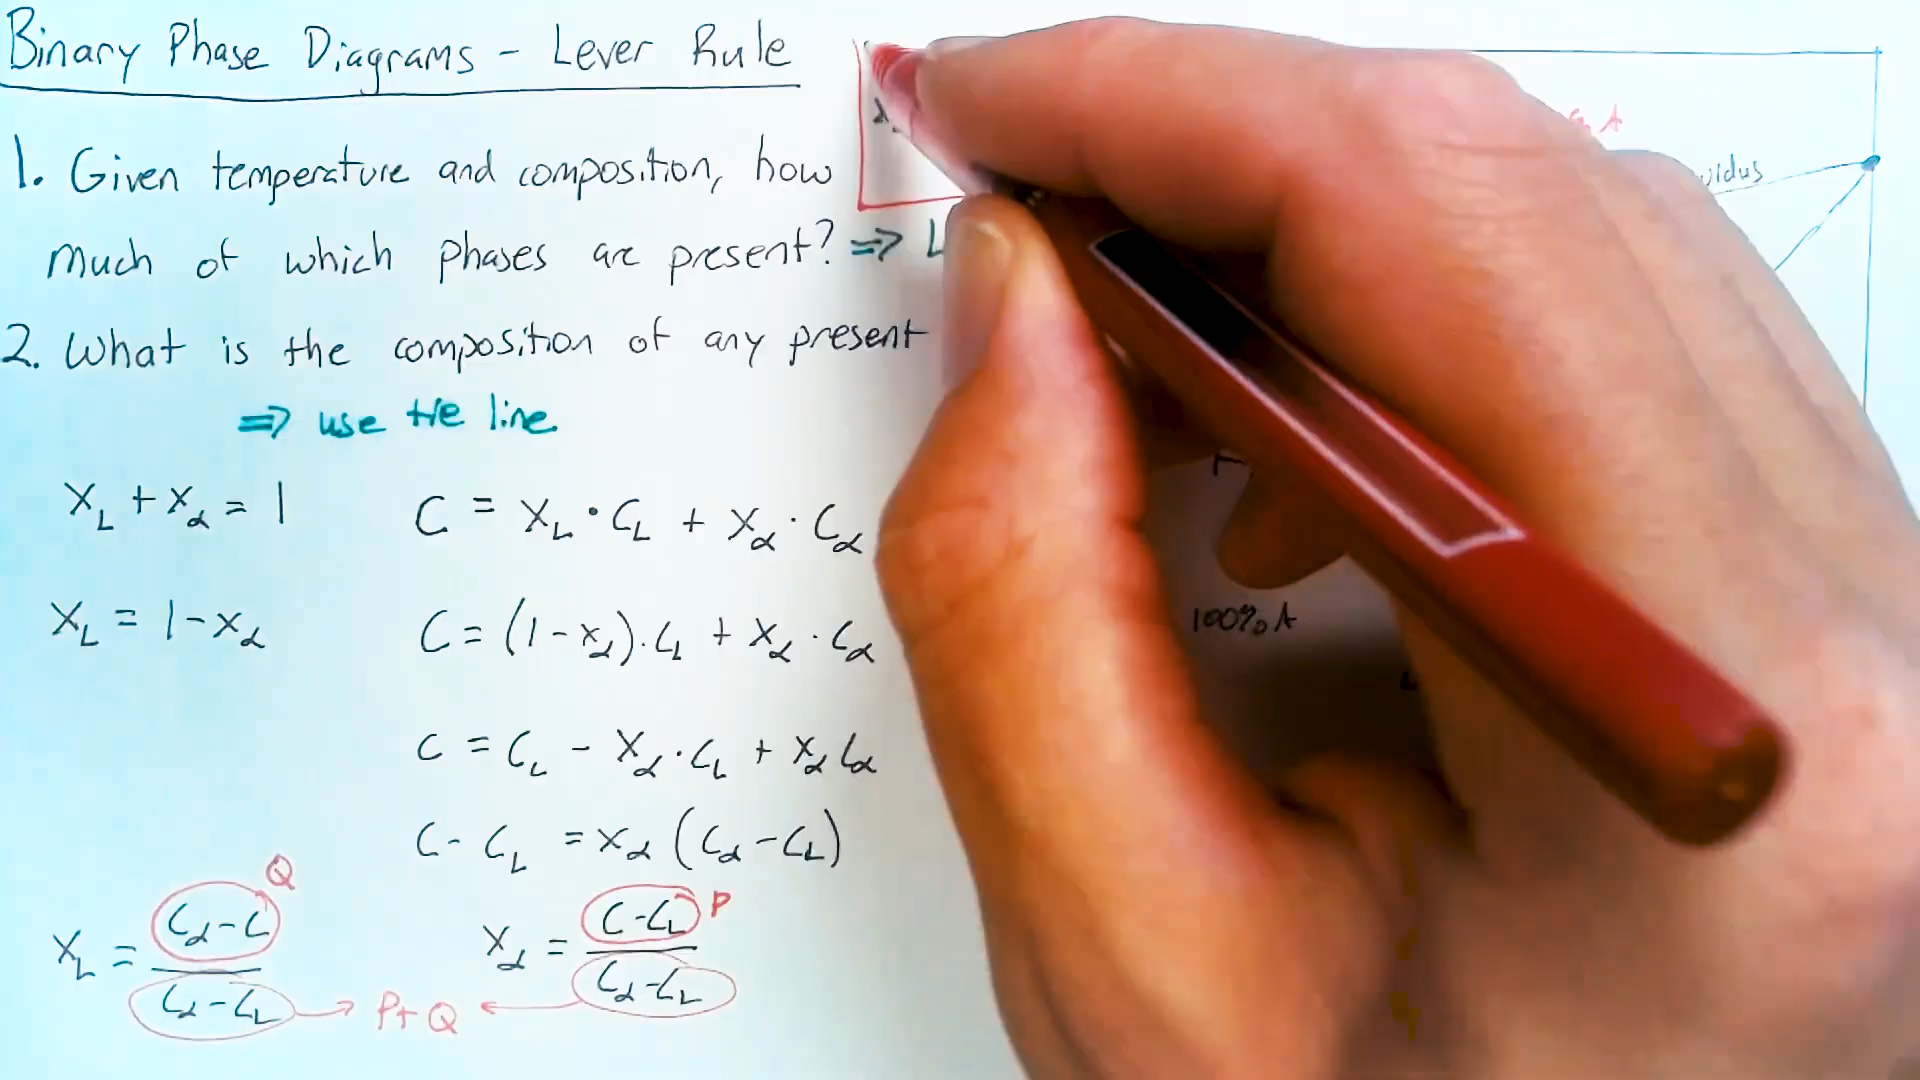 Binary Phase Diagrams - Lever Rule
1. Given temperature and composition, how
much of which phases are present? => L
2. What is the composition of any present
=> use tie line.
X_L + X_α = 1
C = X_L · C_L + X_α · C_α
X_L = 1 - X_α
C = (1 - X_α) · C_L + X_α · C_α
C = C_L - X_α · C_L + X_α C_α
C - C_L = X_α (C_α - C_L)
X_L = (C_α - C) / (C_α - C_L)
Q
X_α = (C - C_L) / (C_α - C_L)
P
P+Q
100% A